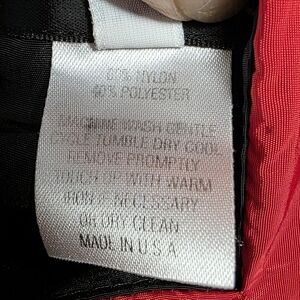 60% NYLON
40% POLYESTER
MACHINE WASH GENTLE
CYCLE TUMBLE DRY COOL
REMOVE PROMPTLY
TOUCH UP WITH WARM
IRON IF NECESSARY
OR DRY CLEAN
MADE IN U.S.A.